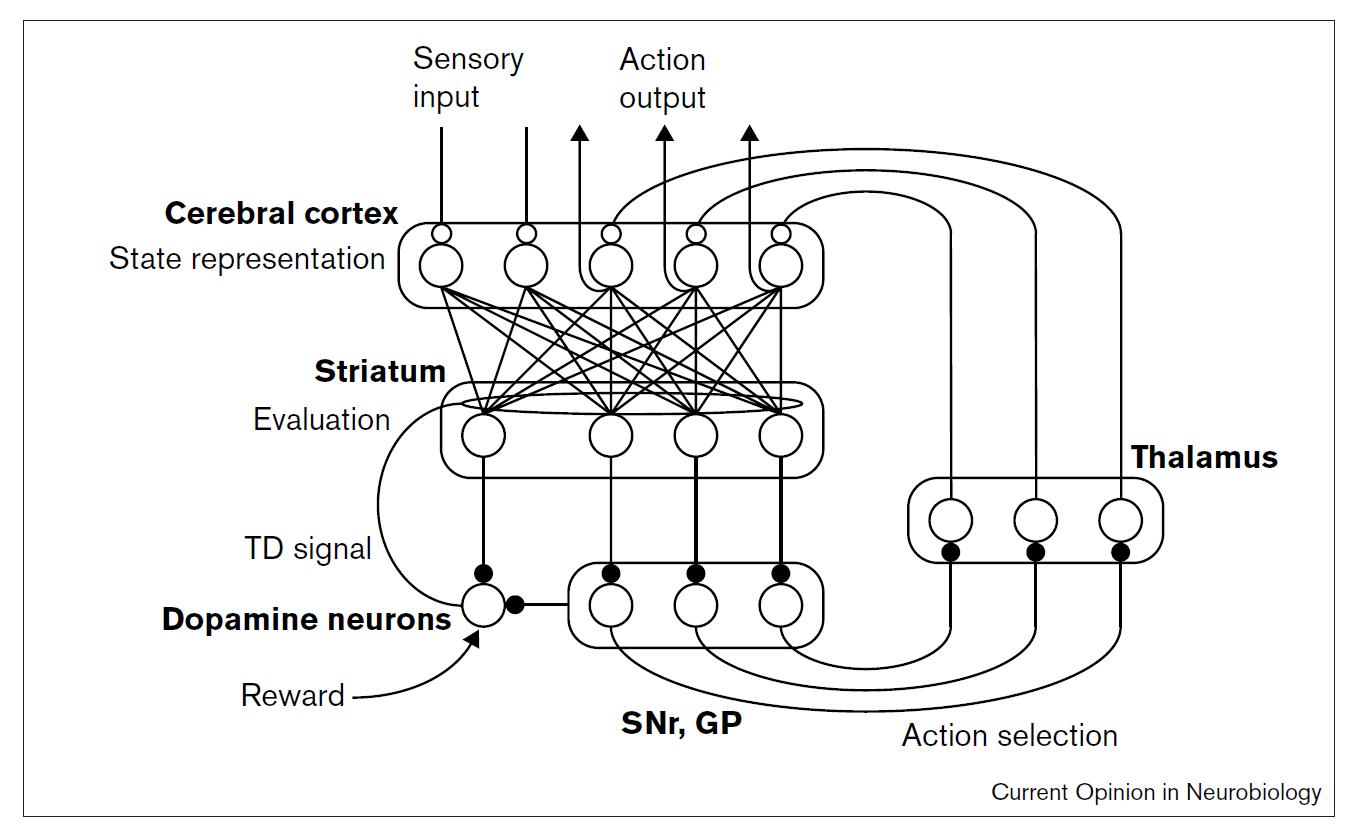 Sensory
input
Action
output
Cerebral cortex
State representation
Striatum
Evaluation
Thalamus
TD signal
Dopamine neurons
Reward
SNr, GP
Action selection
Current Opinion in Neurobiology